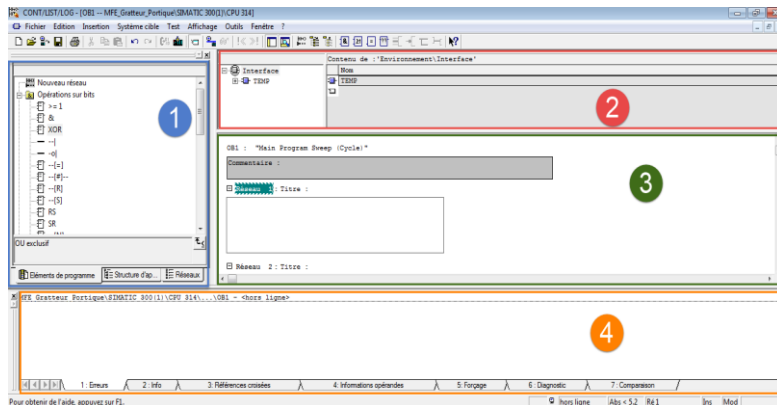 CONT/LIST/LOG - [OB1 -- MFE_Gratteur_Portique\SIMATIC 300(1)\CPU 314]
Fichier Edition Insertion Système cible Test Affichage Outils Fenêtre ?
Contenu de :'Environnement\Interface'
Interface
TEMP
Nom
TEMP
2
Nouveau réseau
Opérations sur bits
>=1
&
XOR
--|
-o|
--[=]
--[#]--
--[R]
--[S]
RS
SR
OU exclusif
Eléments de programme
Structure d'ap...
Réseaux
1
OB1 : "Main Program Sweep (Cycle)"
Commentaire :
Réseau 1 : Titre :
Réseau 2 : Titre :
3
MFE_Gratteur_Portique\SIMATIC 300(1)\CPU 314\...\OB1 - <hors ligne>
4
1 : Erreurs
2 : Info
3: Références croisées
4: Informations opérandes
5: Forçage
6 : Diagnostic
7 : Comparaison
Pour obtenir de l'aide, appuyez sur F1.
hors ligne
Abs < 5.2
Ré 1
Ins
Mod